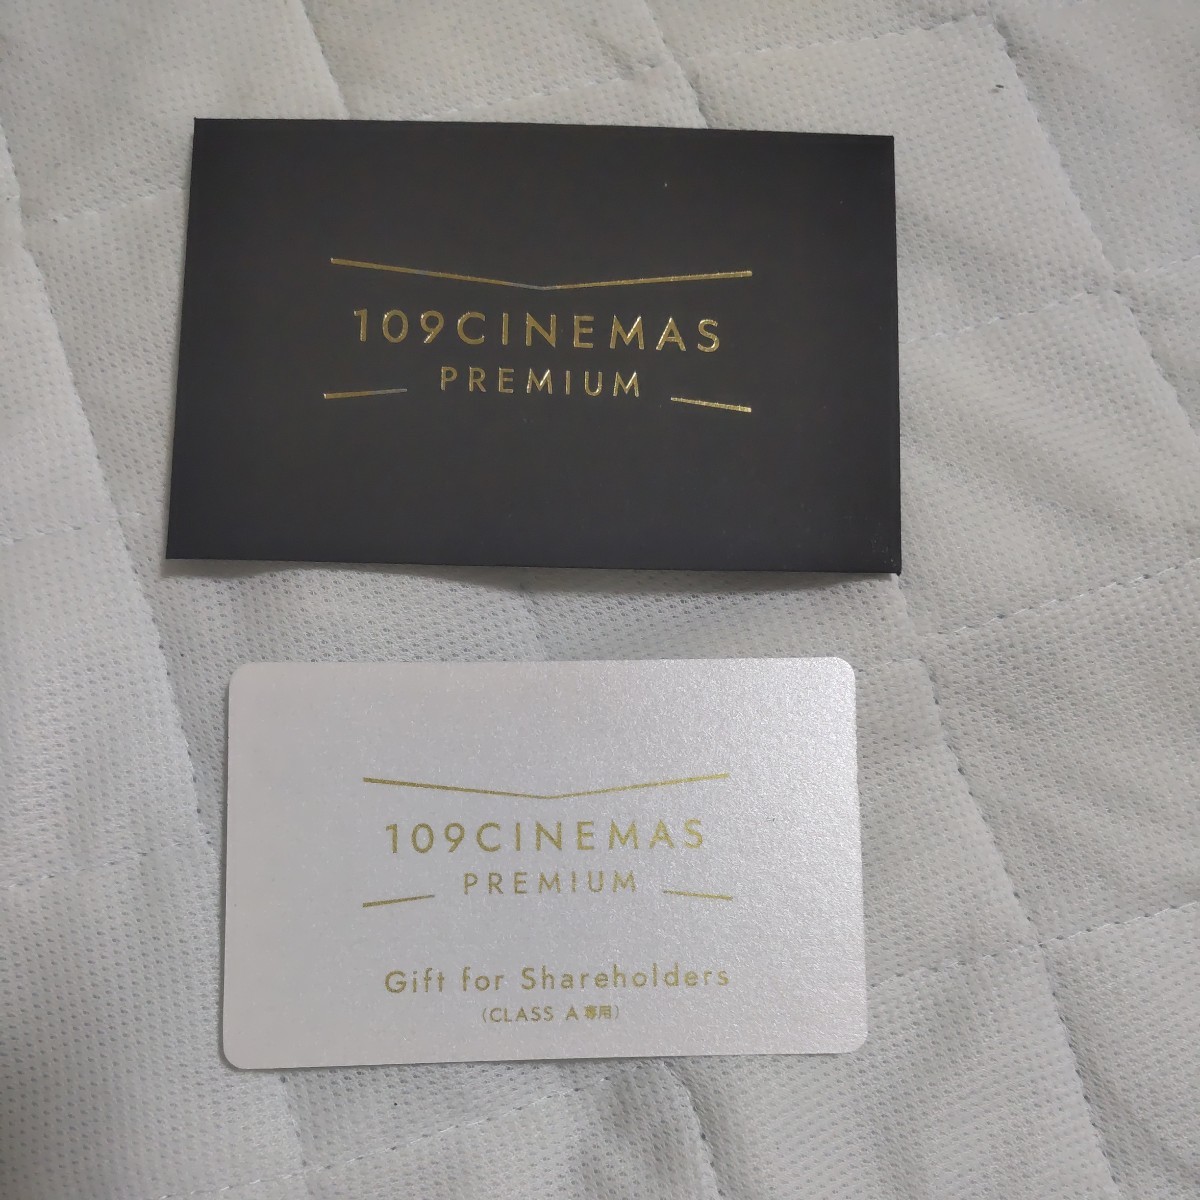 109CINEMAS
PREMIUM
109CINEMAS
PREMIUM
Gift for Shareholders
(CLASS A専用)